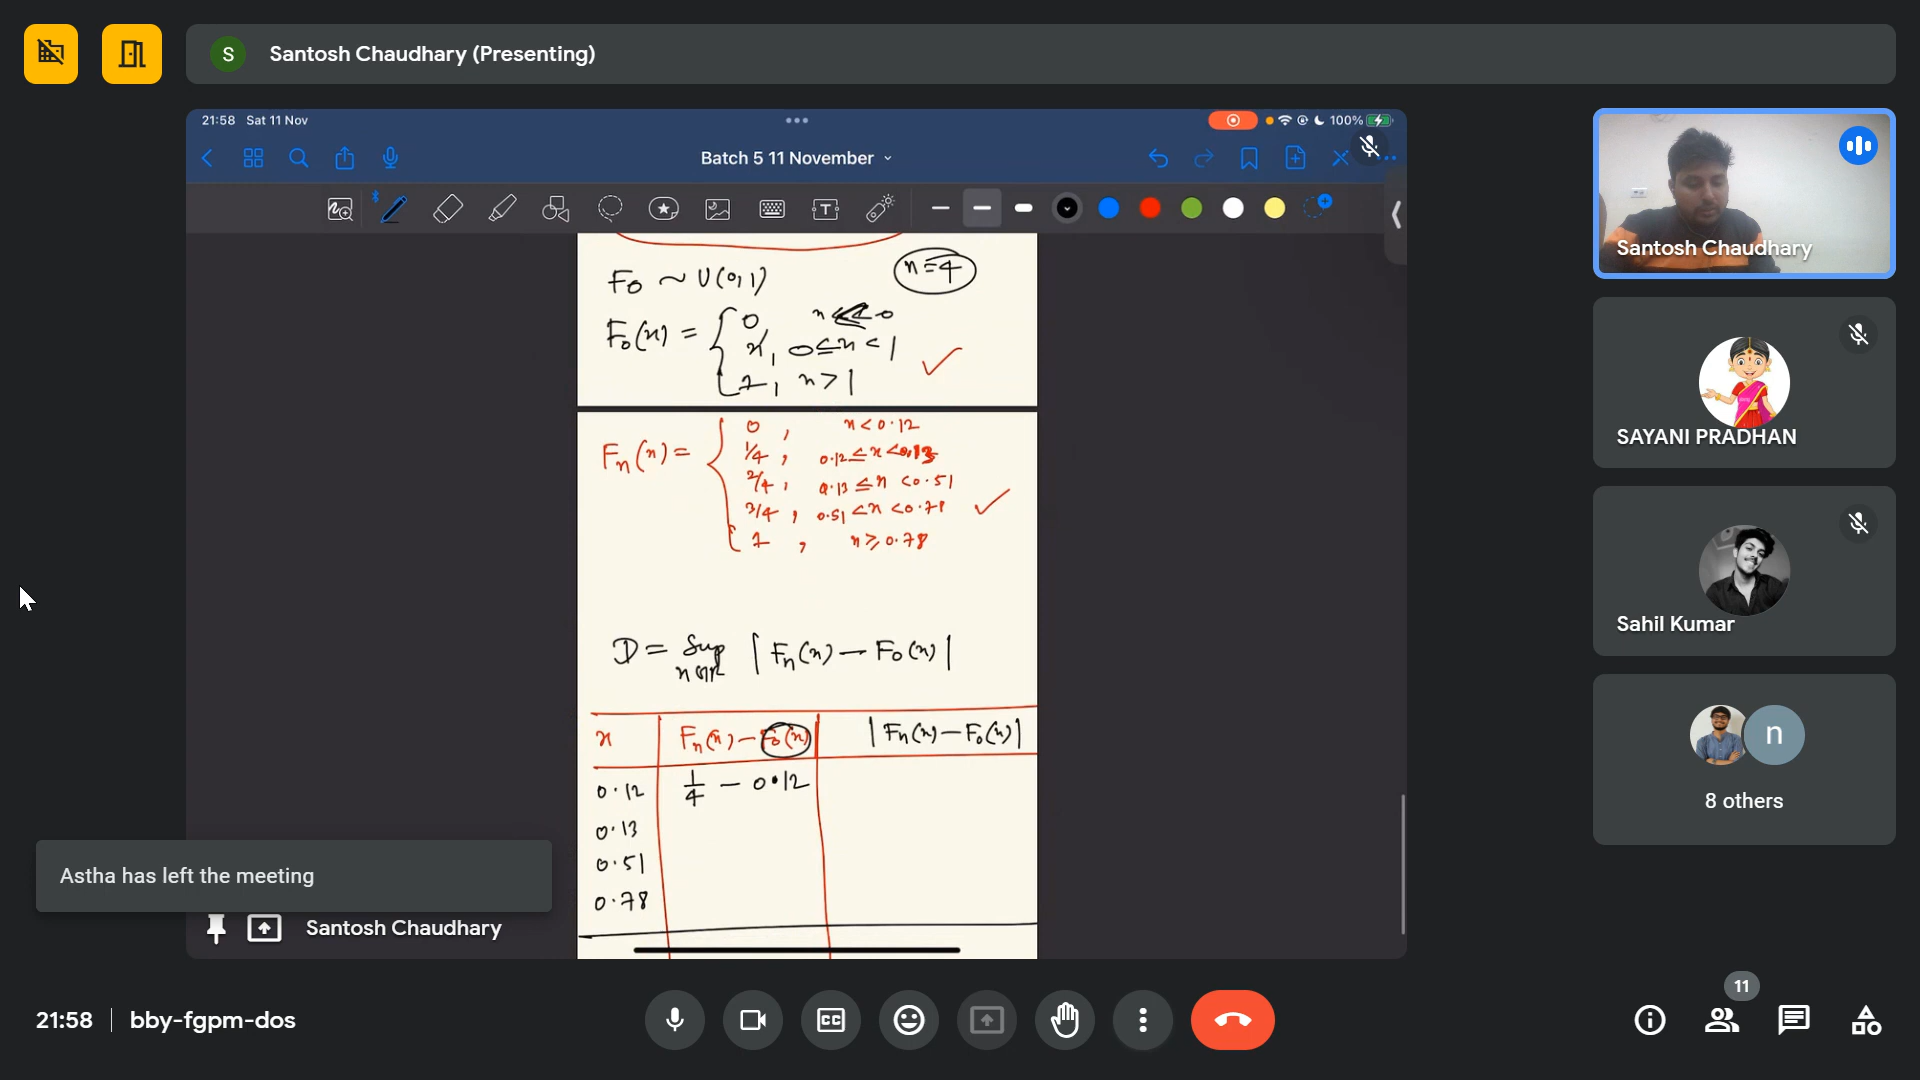 S Santosh Chaudhary (Presenting)
21:58 Sat 11 Nov
100%
Batch 5 11 November
T
F₀ ~ U(0,1)
n=4
F₀(x) = { 0, x < 0
x, 0 ≤ x < 1
1, x > 1
Fₙ(x) = { 0, x < 0.12
1/4, 0.12 ≤ x < 0.13
2/4, 0.13 ≤ x < 0.51
3/4, 0.51 < x < 0.78
1, x ≥ 0.78
D = Sup x∈ℝ | Fₙ(x) − F₀(x) |
x Fₙ(x) − F₀(x) | Fₙ(x) − F₀(x) |
0.12 1/4 − 0.12
0.13
0.51
0.78
Santosh Chaudhary
SAYANI PRADHAN
Sahil Kumar
n
8 others
Astha has left the meeting
Santosh Chaudhary
21:58 | bby-fgpm-dos
CC
11